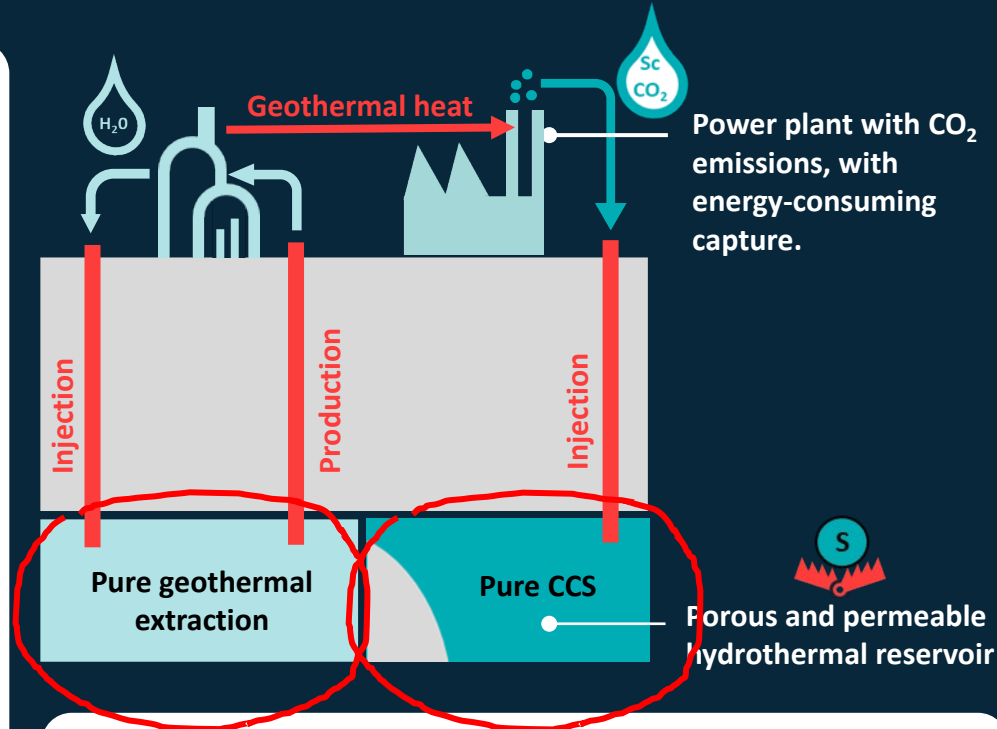 Sc
CO₂
H₂0
Geothermal heat
Power plant with CO₂
emissions, with
energy-consuming
capture.
Injection
Production
Injection
Pure geothermal
extraction
Pure CCS
S
Porous and permeable
hydrothermal reservoir